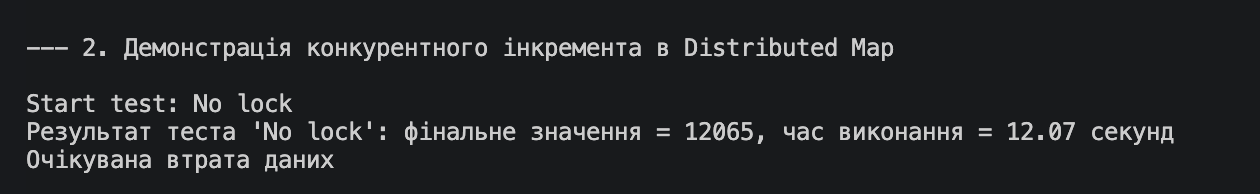 --- 2. Демонстрація конкурентного інкремента в Distributed Map
Start test: No lock
Результат теста 'No lock': фінальне значення = 12065, час виконання = 12.07 секунд
Очікувана втрата даних